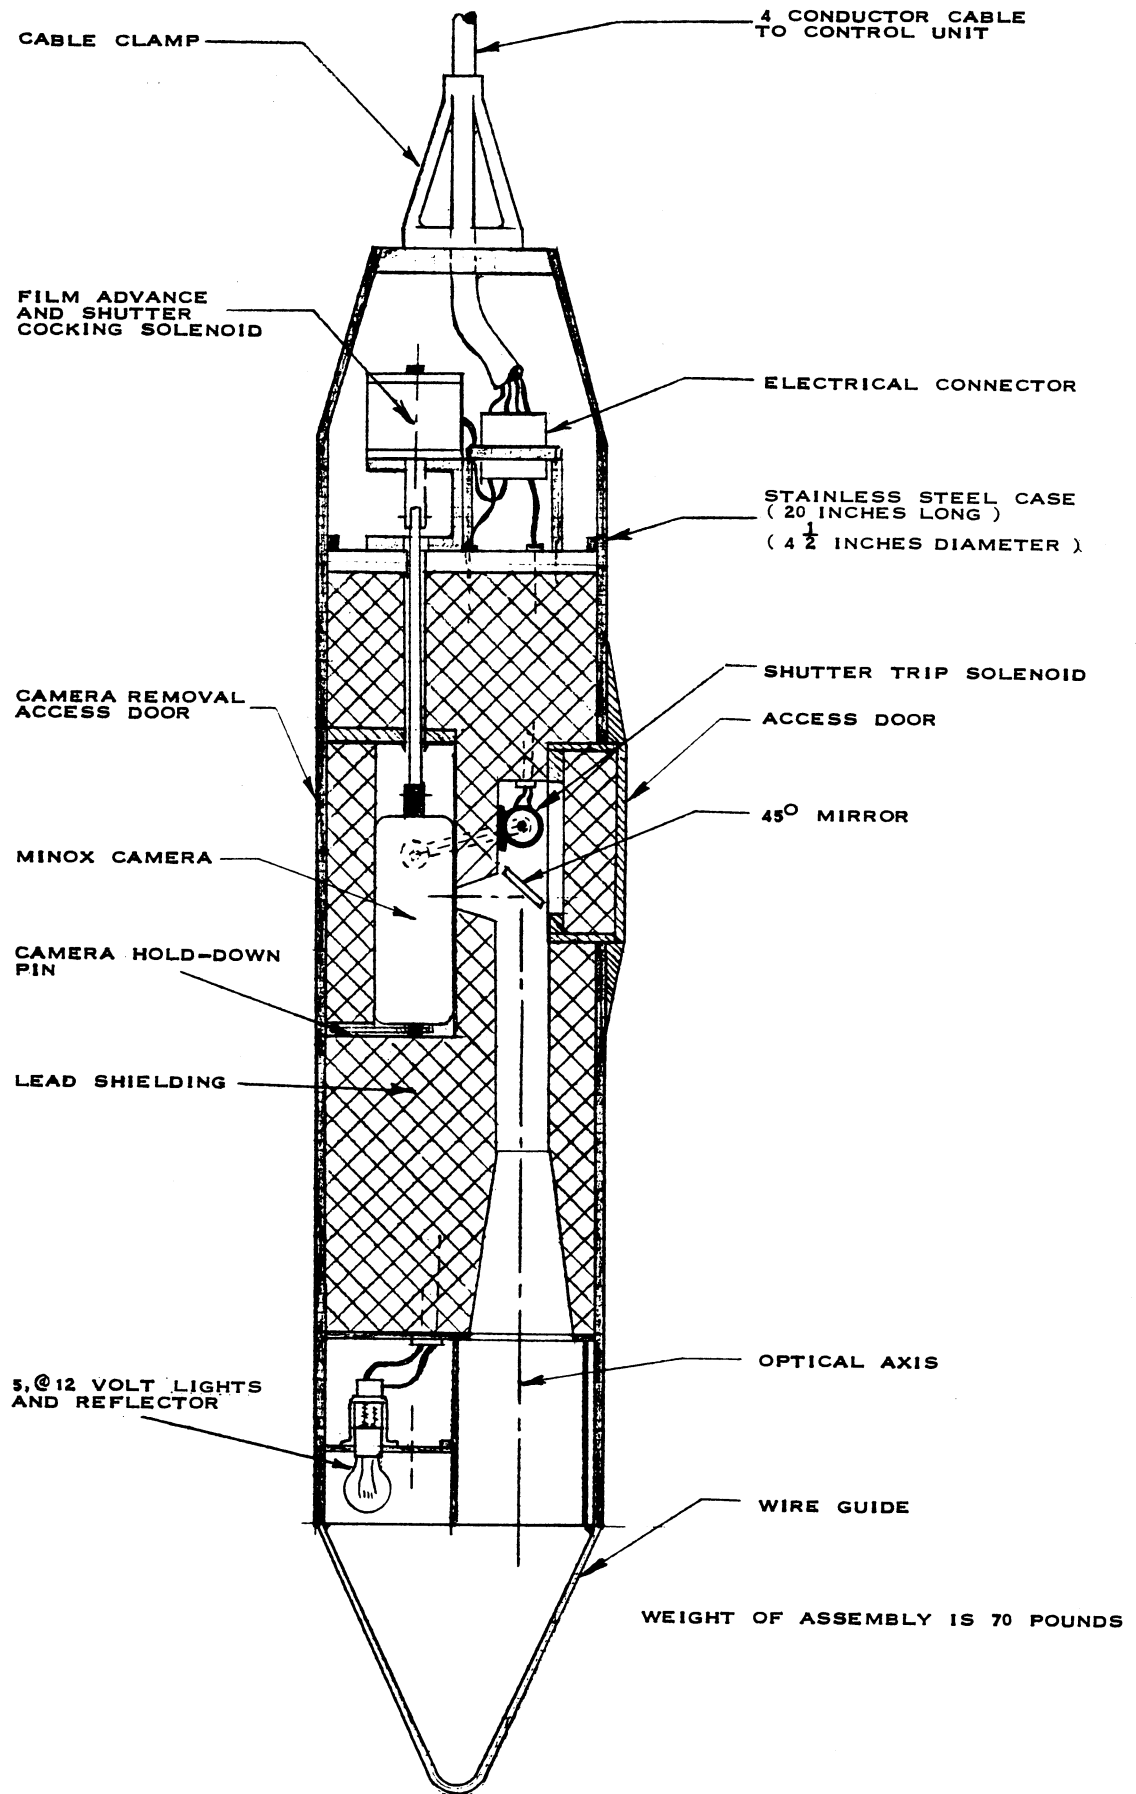 4 CONDUCTOR CABLE
TO CONTROL UNIT
CABLE CLAMP
FILM ADVANCE
AND SHUTTER
COCKING SOLENOID
ELECTRICAL CONNECTOR
STAINLESS STEEL CASE
( 20 INCHES LONG )
( 4 1/2 INCHES DIAMETER )
SHUTTER TRIP SOLENOID
CAMERA REMOVAL
ACCESS DOOR
ACCESS DOOR
45° MIRROR
MINOX CAMERA
CAMERA HOLD-DOWN
PIN
LEAD SHIELDING
OPTICAL AXIS
5,@12 VOLT LIGHTS
AND REFLECTOR
WIRE GUIDE
WEIGHT OF ASSEMBLY IS 70 POUNDS